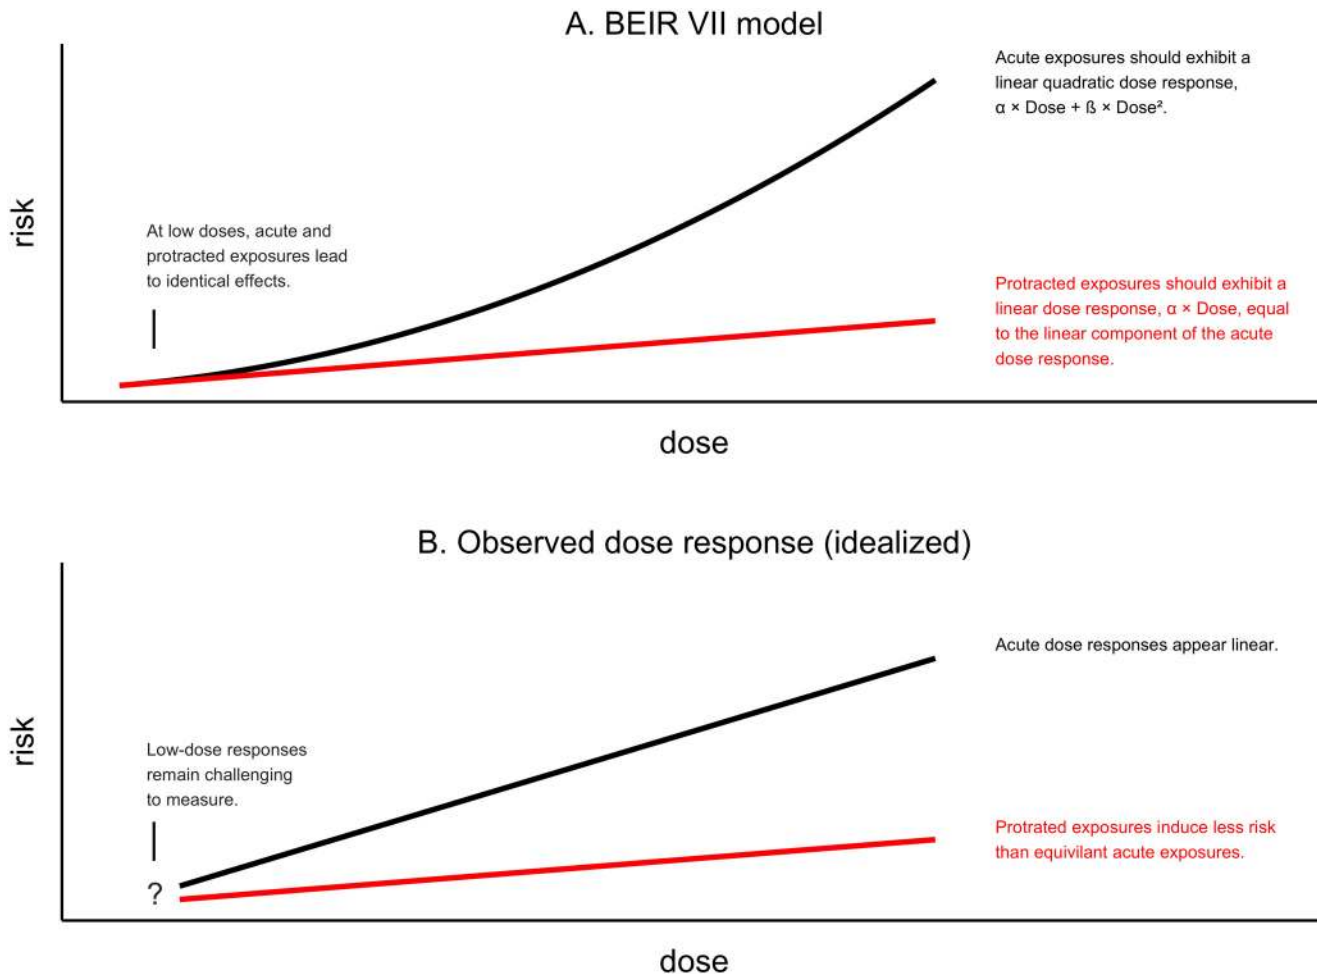 A. BEIR VII model
Acute exposures should exhibit a
linear quadratic dose response,
α × Dose + ß × Dose².
risk
At low doses, acute and
protracted exposures lead
to identical effects.
Protracted exposures should exhibit a
linear dose response, α × Dose, equal
to the linear component of the acute
dose response.
dose
B. Observed dose response (idealized)
Acute dose responses appear linear.
risk
Low-dose responses
remain challenging
to measure.
Protrated exposures induce less risk
than equivilant acute exposures.
?
dose